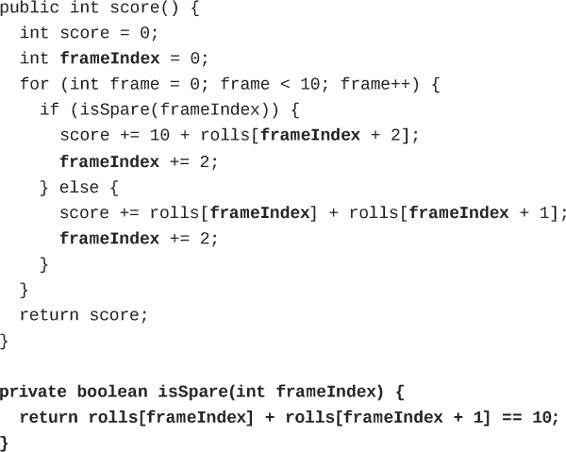 public int score() {
  int score = 0;
  int frameIndex = 0;
  for (int frame = 0; frame < 10; frame++) {
    if (isSpare(frameIndex)) {
      score += 10 + rolls[frameIndex + 2];
      frameIndex += 2;
    } else {
      score += rolls[frameIndex] + rolls[frameIndex + 1];
      frameIndex += 2;
    }
  }
  return score;
}

private boolean isSpare(int frameIndex) {
  return rolls[frameIndex] + rolls[frameIndex + 1] == 10;
}